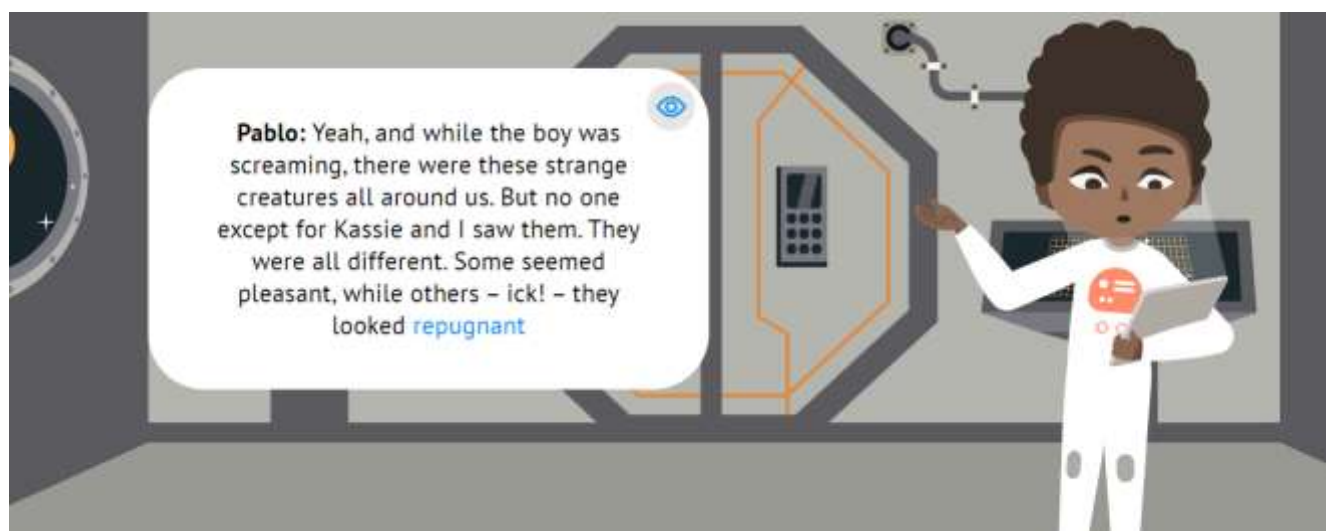 Pablo: Yeah, and while the boy was
screaming, there were these strange
creatures all around us. But no one
except for Kassie and I saw them. They
were all different. Some seemed
pleasant, while others – ick! – they
looked repugnant